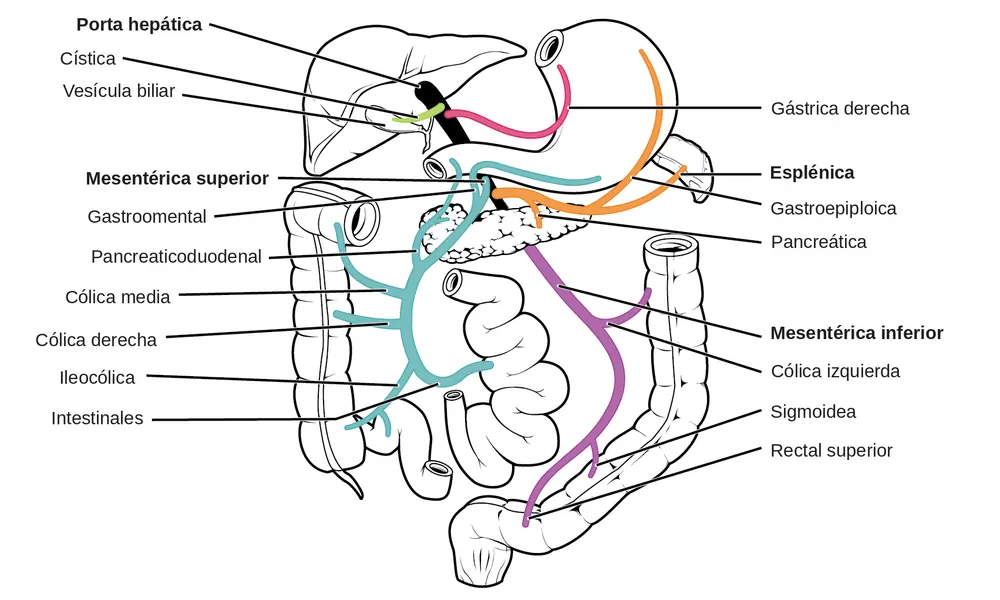 Porta hepática
Cística
Vesícula biliar
Mesentérica superior
Gastroomental
Pancreaticoduodenal
Cólica media
Cólica derecha
Ileocólica
Intestinales
Gástrica derecha
Esplénica
Gastroepiploica
Pancreática
Mesentérica inferior
Cólica izquierda
Sigmoidea
Rectal superior